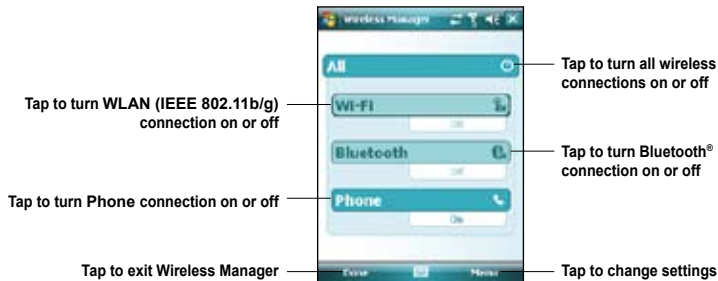 Wireless Manager
All
Tap to turn all wireless
connections on or off
Tap to turn WLAN (IEEE 802.11b/g)
connection on or off
Wi-Fi
Off
Bluetooth
Tap to turn Bluetooth®
connection on or off
Off
Tap to turn Phone connection on or off
Phone
On
Tap to exit Wireless Manager
Done
Menu
Tap to change settings